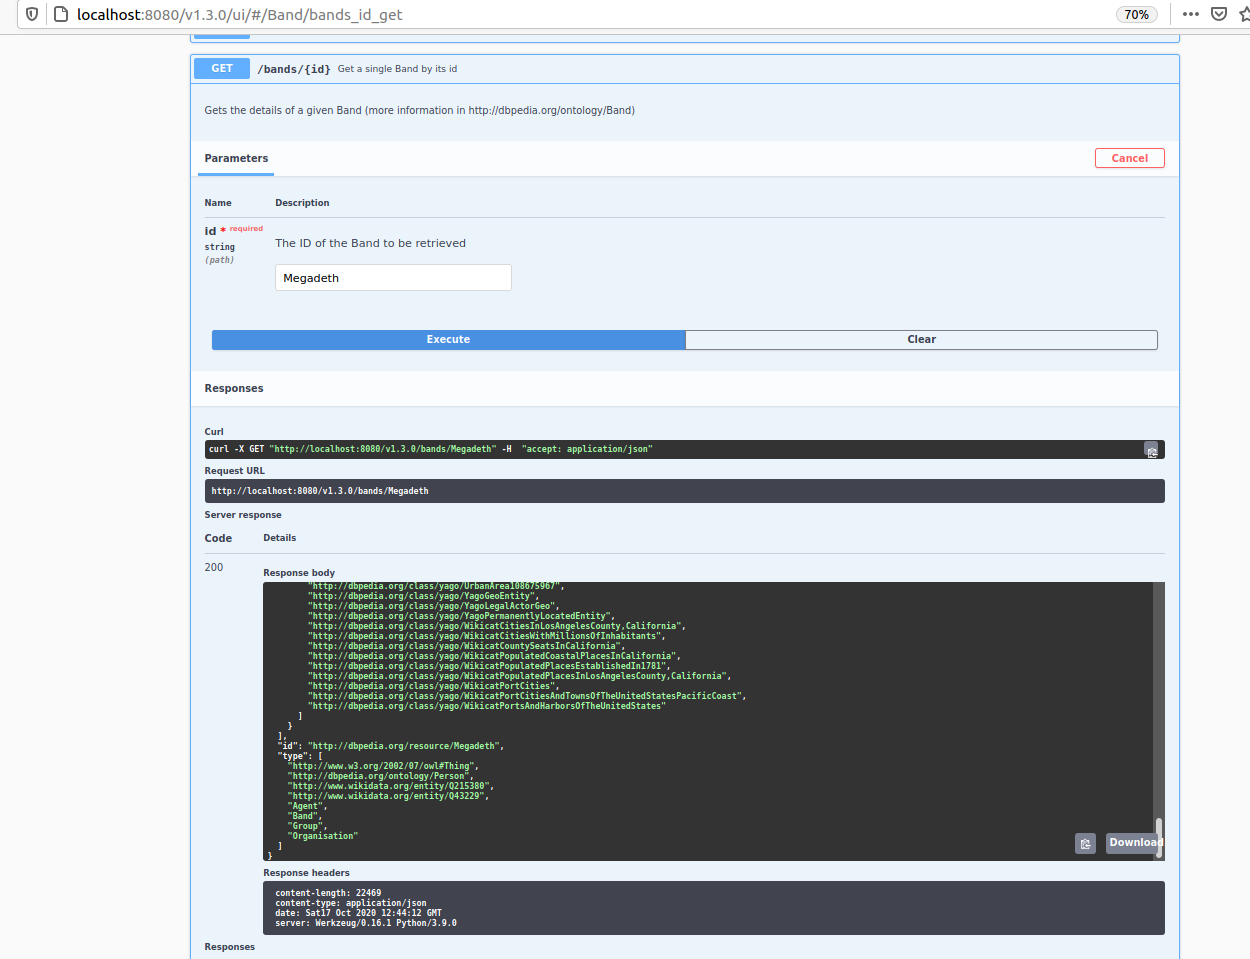 localhost:8080/v1.3.0/ui/#/Band/bands_id_get
70%
GET /bands/{id} Get a single Band by its id
Gets the details of a given Band (more information in http://dbpedia.org/ontology/Band)
Parameters
Cancel
Name Description
id * required
string
(path)
The ID of the Band to be retrieved
Megadeth
Execute
Clear
Responses
Curl
curl -X GET "http://localhost:8080/v1.3.0/bands/Megadeth" -H  "accept: application/json"
Request URL
http://localhost:8080/v1.3.0/bands/Megadeth
Server response
Code Details
200
Response body
"http://dbpedia.org/class/yago/UrbanArea108675967",
"http://dbpedia.org/class/yago/YagoGeoEntity",
"http://dbpedia.org/class/yago/YagoLegalActorGeo",
"http://dbpedia.org/class/yago/YagoPermanentlyLocatedEntity",
"http://dbpedia.org/class/yago/WikicatCitiesInLosAngelesCounty,California",
"http://dbpedia.org/class/yago/WikicatCitiesWithMillionsOfInhabitants",
"http://dbpedia.org/class/yago/WikicatCountySeatsInCalifornia",
"http://dbpedia.org/class/yago/WikicatPopulatedCoastalPlacesInCalifornia",
"http://dbpedia.org/class/yago/WikicatPopulatedPlacesEstablishedIn1781",
"http://dbpedia.org/class/yago/WikicatPopulatedPlacesInLosAngelesCounty,California",
"http://dbpedia.org/class/yago/WikicatPortCities",
"http://dbpedia.org/class/yago/WikicatPortCitiesAndTownsOfTheUnitedStatesPacificCoast",
"http://dbpedia.org/class/yago/WikicatPortsAndHarborsOfTheUnitedStates"
]
}
],
"id": "http://dbpedia.org/resource/Megadeth",
"type": [
"http://www.w3.org/2002/07/owl#Thing",
"http://dbpedia.org/ontology/Person",
"http://www.wikidata.org/entity/Q215380",
"http://www.wikidata.org/entity/Q43229",
"Agent",
"Band",
"Group",
"Organisation"
]
}
Download
Response headers
content-length: 22469
content-type: application/json
date: Sat17 Oct 2020 12:44:12 GMT
server: Werkzeug/0.16.1 Python/3.9.0
Responses